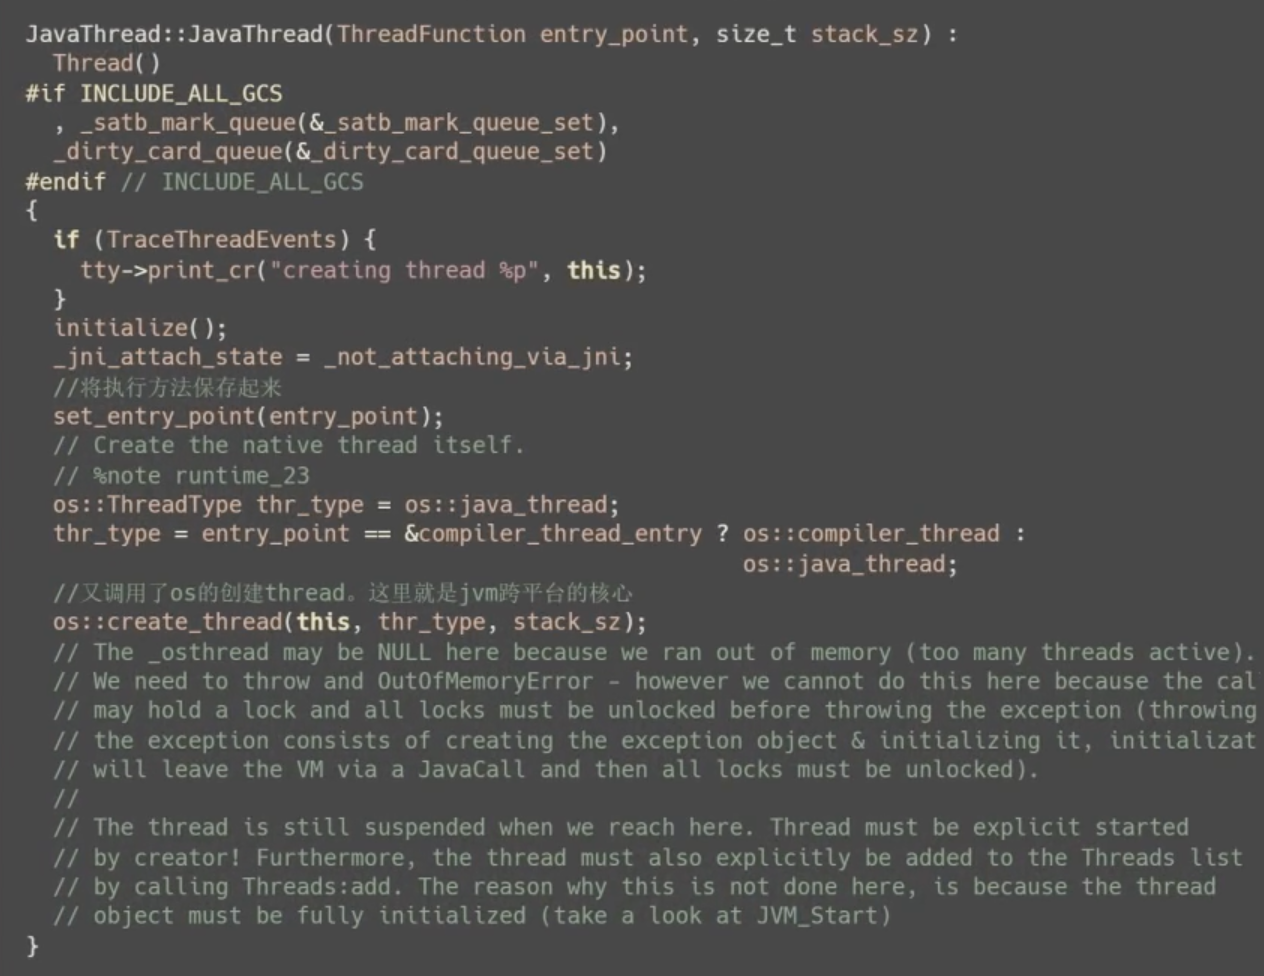 JavaThread::JavaThread(ThreadFunction entry_point, size_t stack_sz) :
  Thread()
#if INCLUDE_ALL_GCS
  , _satb_mark_queue(&_satb_mark_queue_set),
  _dirty_card_queue(&_dirty_card_queue_set)
#endif // INCLUDE_ALL_GCS
{
  if (TraceThreadEvents) {
    tty->print_cr("creating thread %p", this);
  }
  initialize();
  _jni_attach_state = _not_attaching_via_jni;
  //将执行方法保存起来
  set_entry_point(entry_point);
  // Create the native thread itself.
  // %note runtime_23
  os::ThreadType thr_type = os::java_thread;
  thr_type = entry_point == &compiler_thread_entry ? os::compiler_thread :
                                                     os::java_thread;
  //又调用了os的创建thread。这里就是jvm跨平台的核心
  os::create_thread(this, thr_type, stack_sz);
  // The _osthread may be NULL here because we ran out of memory (too many threads active).
  // We need to throw and OutOfMemoryError - however we cannot do this here because the cal
  // may hold a lock and all locks must be unlocked before throwing the exception (throwing
  // the exception consists of creating the exception object & initializing it, initializat
  // will leave the VM via a JavaCall and then all locks must be unlocked).
  //
  // The thread is still suspended when we reach here. Thread must be explicit started
  // by creator! Furthermore, the thread must also explicitly be added to the Threads list
  // by calling Threads:add. The reason why this is not done here, is because the thread
  // object must be fully initialized (take a look at JVM_Start)
}